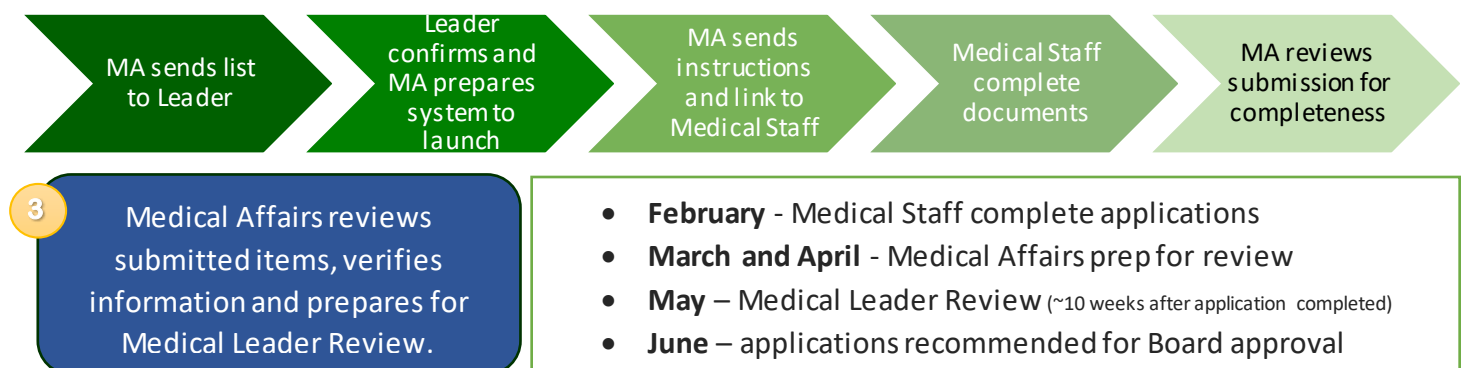 MA sends list
to Leader
Leader
confirms and
MA prepares
system to
launch
MA sends
instructions
and link to
Medical Staff
Medical Staff
complete
documents
MA reviews
submission for
completeness
3
Medical Affairs reviews
submitted items, verifies
information and prepares for
Medical Leader Review.
• February - Medical Staff complete applications
• March and April - Medical Affairs prep for review
• May – Medical Leader Review (~10 weeks after application completed)
• June – applications recommended for Board approval